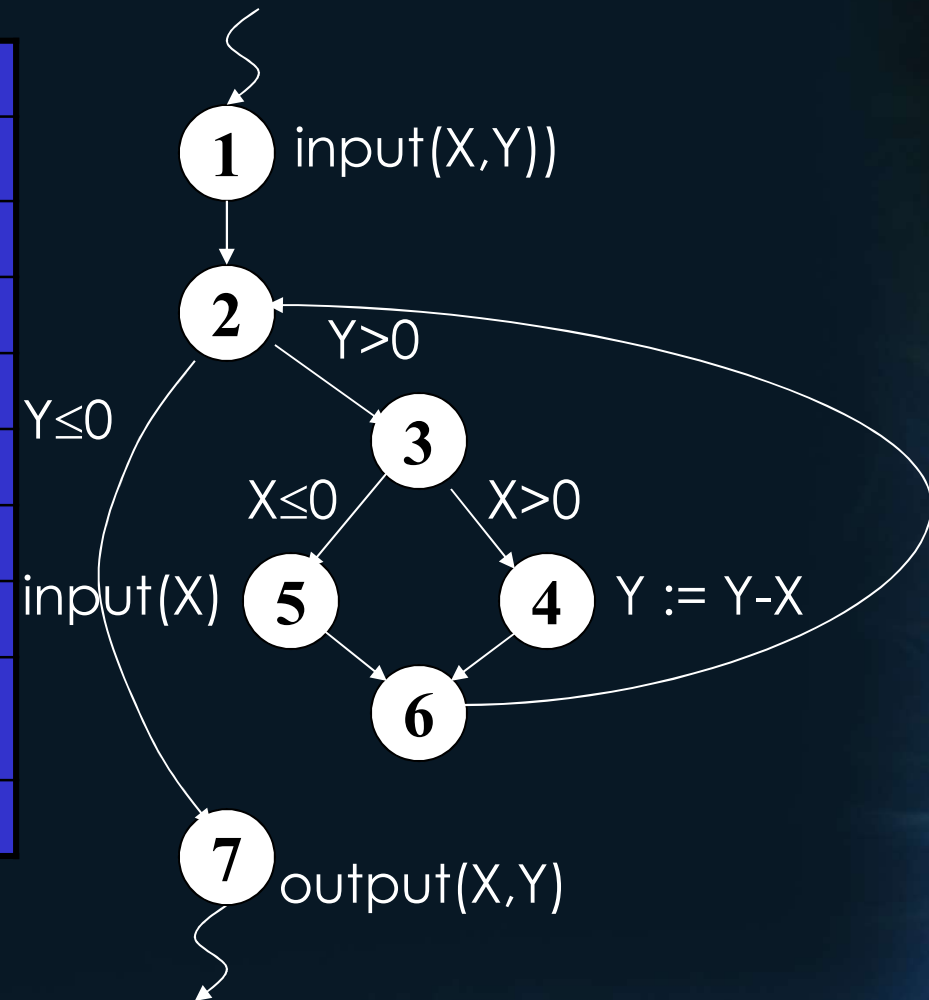 1 input(X,Y))
2
Y>0
Y≤0
3
X≤0 X>0
input(X) 5 4 Y := Y-X
6
7
output(X,Y)